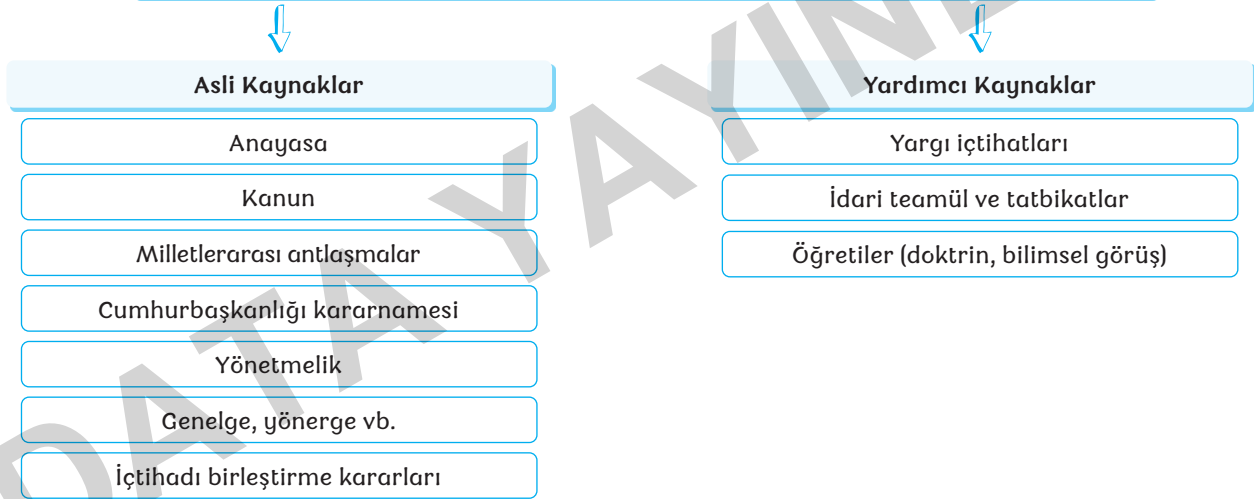 Asli Kaynaklar
Anayasa
Kanun
Milletlerarası antlaşmalar
Cumhurbaşkanlığı kararnamesi
Yönetmelik
Genelge, yönerge vb.
İçtihadı birleştirme kararları
Yardımcı Kaynaklar
Yargı içtihatları
İdari teamül ve tatbikatlar
Öğretiler (doktrin, bilimsel görüş)
DATA